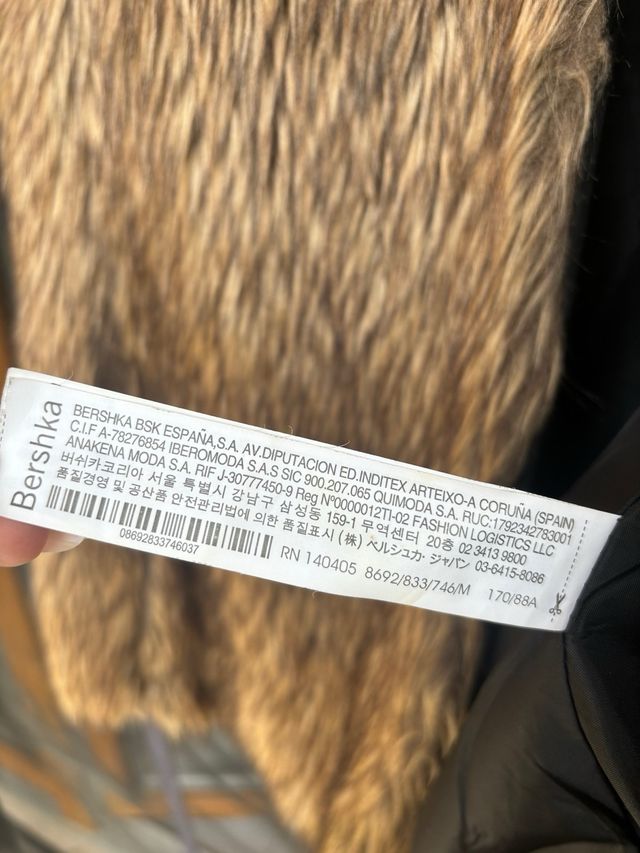 Bershka
BERSHKA BSK ESPAÑA,S.A. AV.DIPUTACION ED.INDITEX ARTEIXO-A CORUÑA (SPAIN)
C.I.F A-78276854 IBEROMODA S.A.S SIC 900.207.065 QUIMODA S.A. RUC:1792342783001
ANAKENA MODA S.A. RIF J-30777450-9 Reg Nº0000012TI-02 FASHION LOGISTICS LLC
버쉬카코리아 서울 특별시 강남구 삼성동 159-1 무역센터 20층 02 3413 9800
품질경영 및 공산품 안전관리법에 의한 품질표시 (株) ベルシュカ・ジャパン 03-6415-8086
08692833746037
RN 140405 8692/833/746/M 170/88A